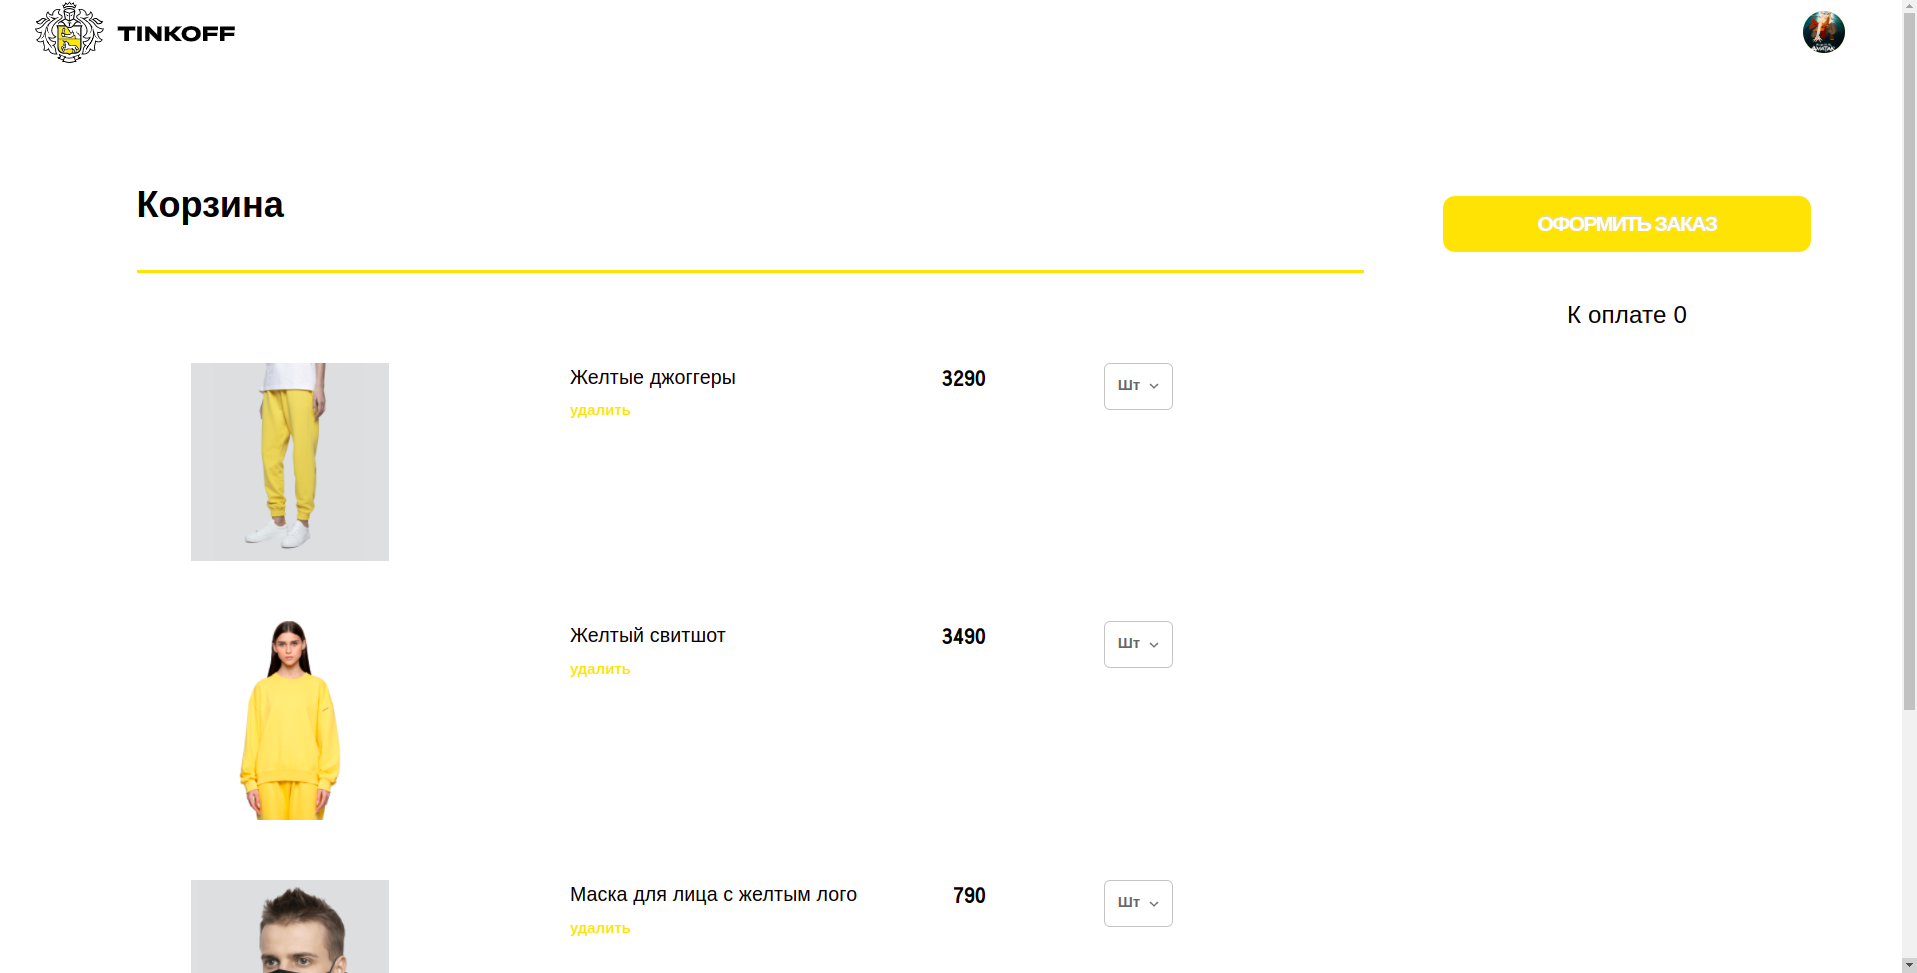 TINKOFF
Корзина
ОФОРМИТЬ ЗАКАЗ
К оплате 0
Желтые джоггеры
3290
Шт
удалить
Желтый свитшот
3490
Шт
удалить
Маска для лица с желтым лого
790
Шт
удалить